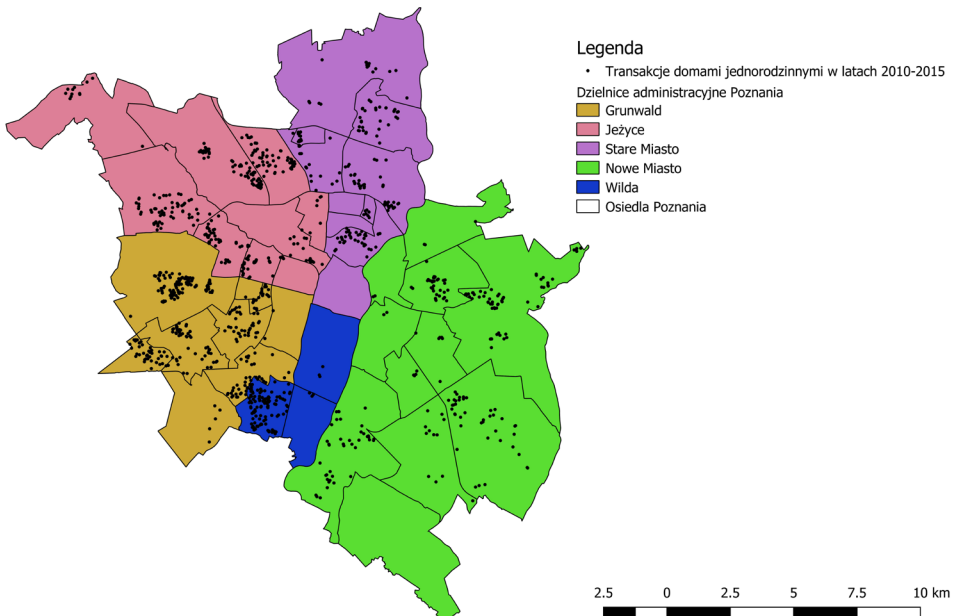 Legenda
Transakcje domami jednorodzinnymi w latach 2010-2015
Dzielnice administracyjne Poznania
Grunwald
Jeżyce
Stare Miasto
Nowe Miasto
Wilda
Osiedla Poznania
2.5 0 2.5 5 7.5 10 km